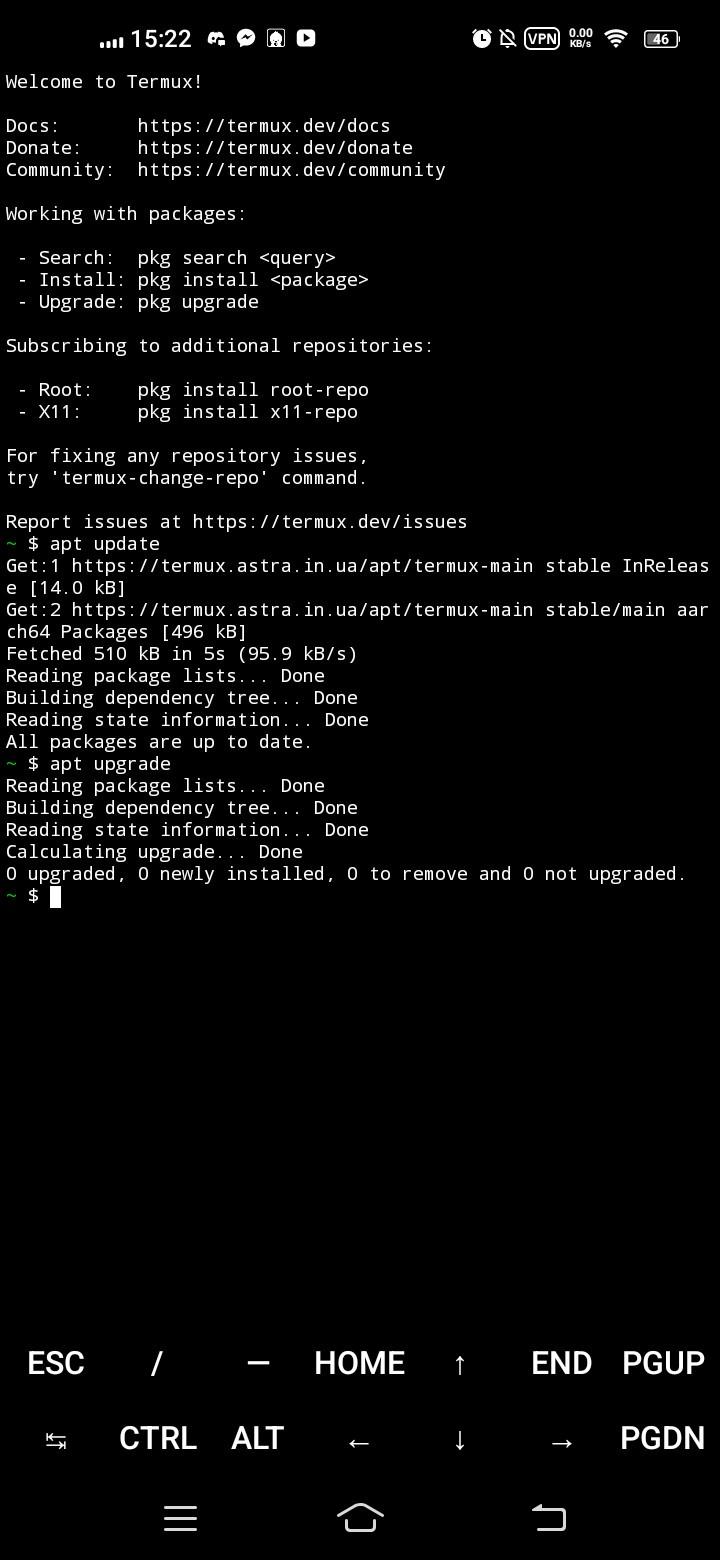 15:22 VPN 0.00 KB/s 46
Welcome to Termux!
Docs:       https://termux.dev/docs
Donate:     https://termux.dev/donate
Community:  https://termux.dev/community
Working with packages:
 - Search:  pkg search <query>
 - Install: pkg install <package>
 - Upgrade: pkg upgrade
Subscribing to additional repositories:
 - Root:    pkg install root-repo
 - X11:     pkg install x11-repo
For fixing any repository issues,
try 'termux-change-repo' command.
Report issues at https://termux.dev/issues
~ $ apt update
Get:1 https://termux.astra.in.ua/apt/termux-main stable InReleas
e [14.0 kB]
Get:2 https://termux.astra.in.ua/apt/termux-main stable/main aar
ch64 Packages [496 kB]
Fetched 510 kB in 5s (95.9 kB/s)
Reading package lists... Done
Building dependency tree... Done
Reading state information... Done
All packages are up to date.
~ $ apt upgrade
Reading package lists... Done
Building dependency tree... Done
Reading state information... Done
Calculating upgrade... Done
0 upgraded, 0 newly installed, 0 to remove and 0 not upgraded.
~ $
ESC / — HOME ↑ END PGUP
↹ CTRL ALT ← ↓ → PGDN